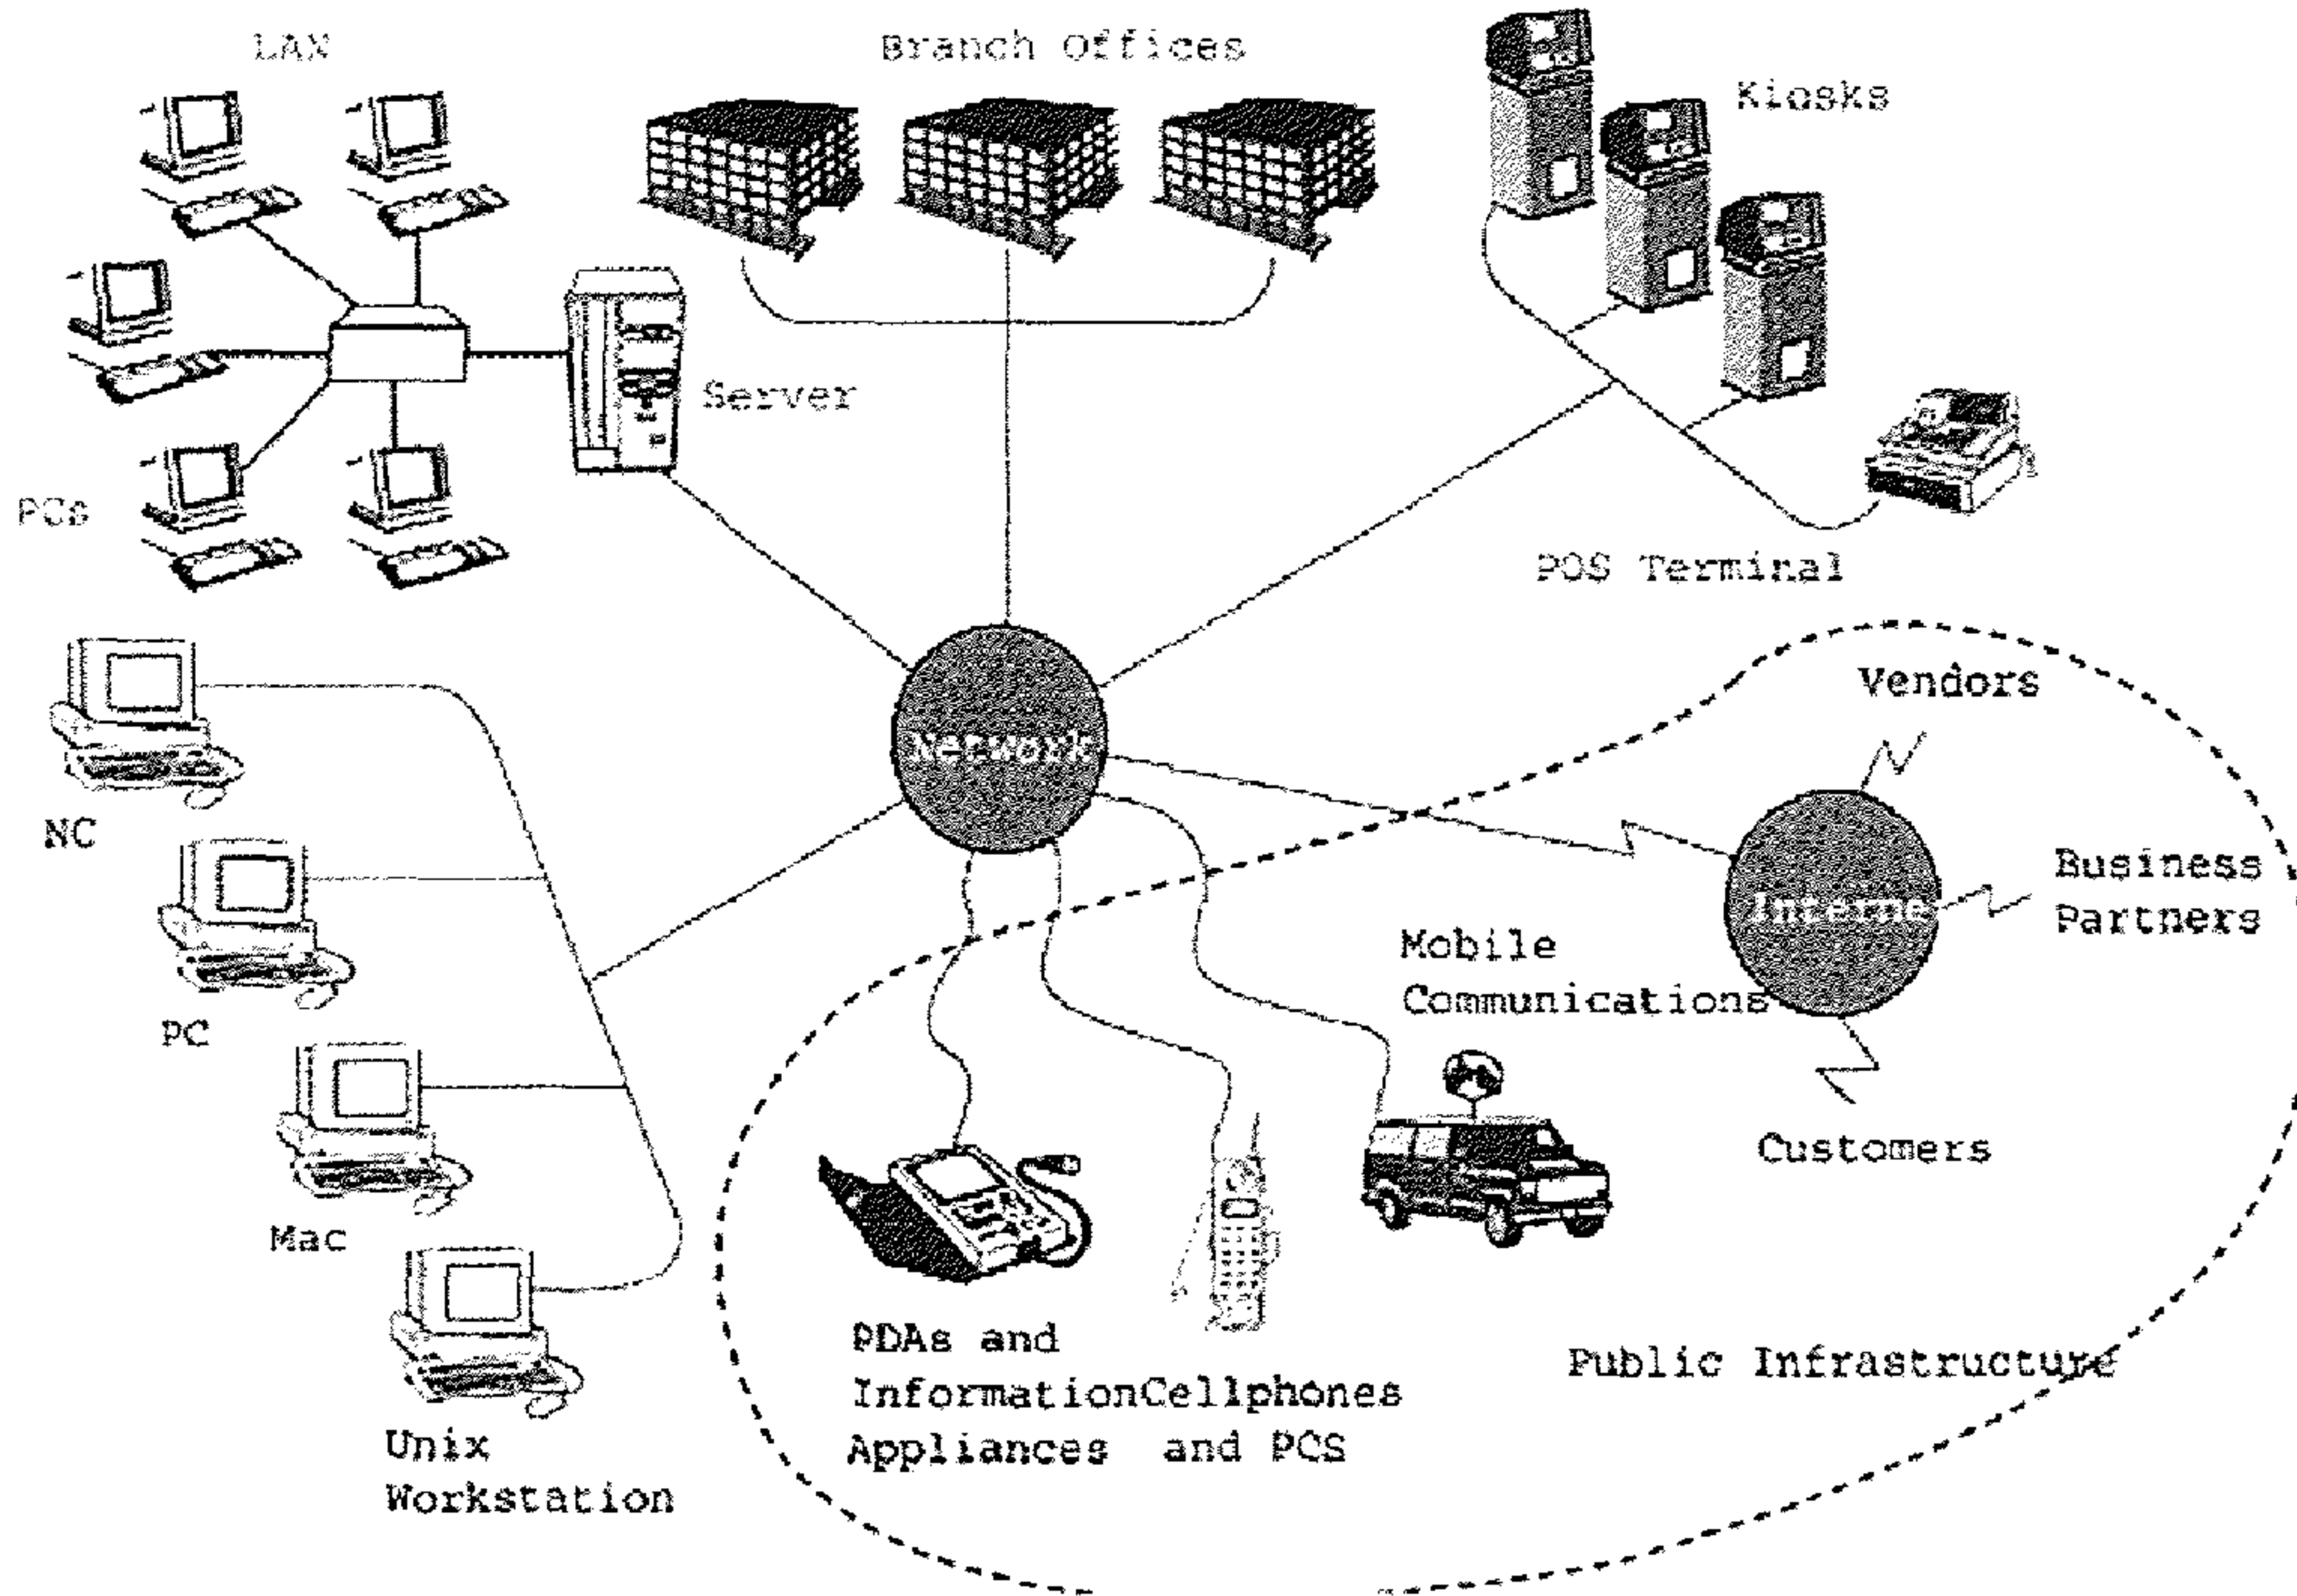 LAN
Branch Offices
Kiosks
Server
PCs
POS Terminal
Vendors
Network
NC
Business
Partners
Interne
Mobile
Communications
PC
Customers
Mac
PDAs and
InformationCellphones
Appliances and PCS
Public Infrastructure
Unix
Workstation